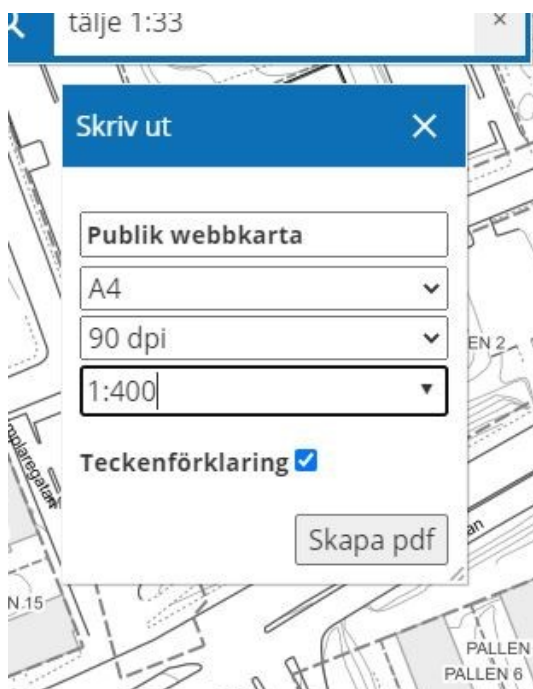 tälje 1:33
×
Skriv ut
Publik webbkarta
A4
90 dpi
EN 2
1:400
Teckenförklaring
Skapa pdf
N.15
PALLEN
PALLEN 6